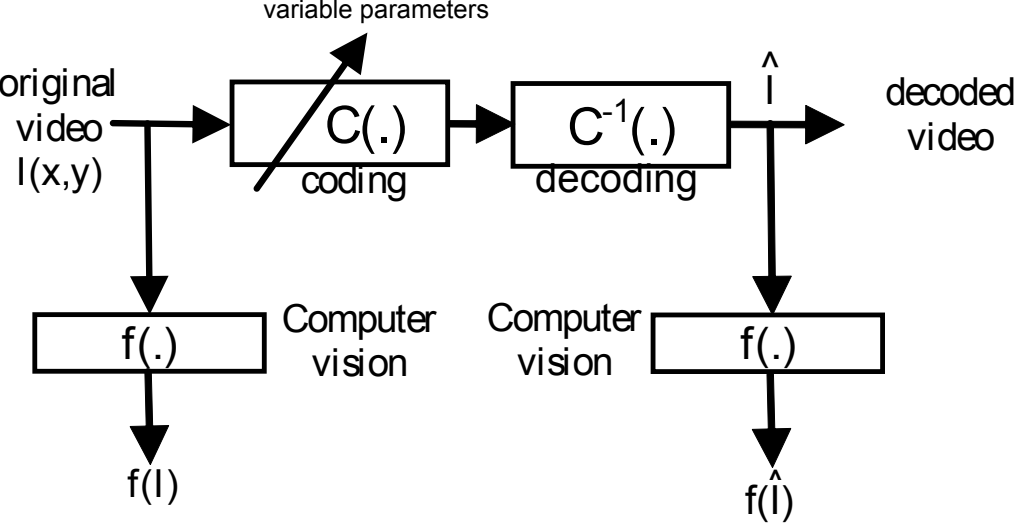 variable parameters
original
video
I(x,y)
C(.)
coding
C⁻¹(.)
decoding
Î
decoded
video
f(.)
Computer
vision
Computer
vision
f(.)
f(I)
f(Î)